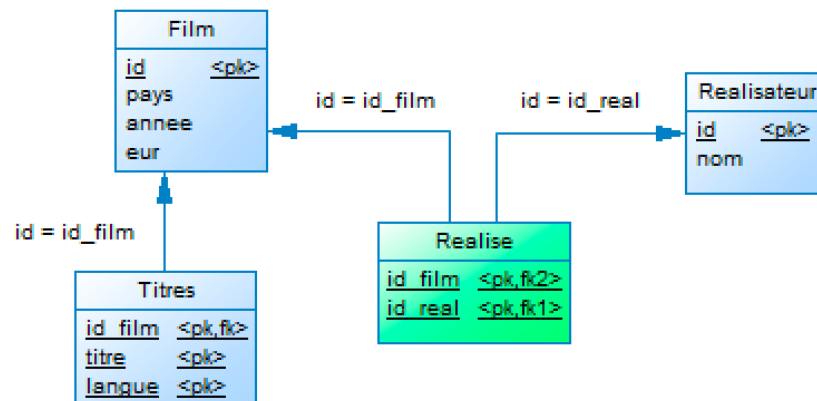 Film
id <pk>
pays
annee
eur
id = id_film
id = id_real
Realisateur
id <pk>
nom
id = id_film
Realise
id_film <pk,fk2>
id_real <pk,fk1>
Titres
id_film <pk,fk>
titre <pk>
langue <pk>